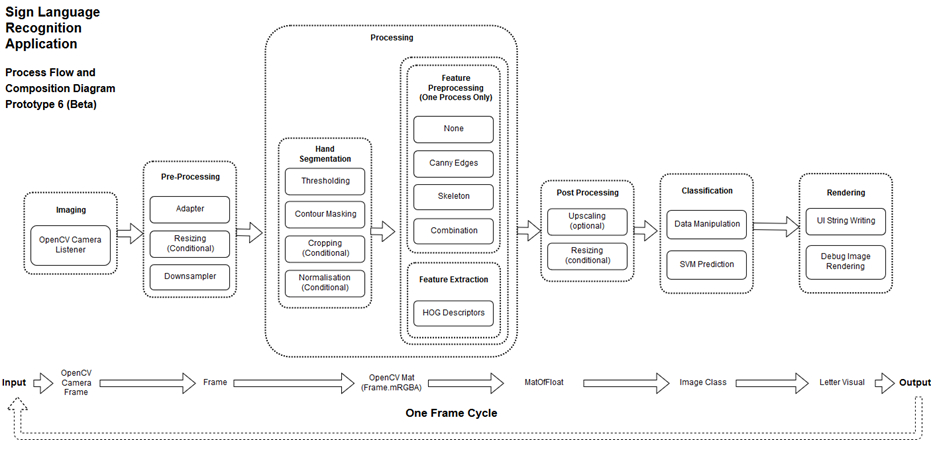 Sign Language
Recognition
Application
Process Flow and
Composition Diagram
Prototype 6 (Beta)
Imaging
OpenCV Camera
Listener
Pre-Processing
Adapter
Resizing
(Conditional)
Downsampler
Processing
Hand
Segmentation
Thresholding
Contour Masking
Cropping
(Conditional)
Normalisation
(Conditional)
Feature
Preprocessing
(One Process Only)
None
Canny Edges
Skeleton
Combination
Feature Extraction
HOG Descriptors
Post Processing
Upscaling
(optional)
Resizing
(conditional)
Classification
Data Manipulation
SVM Prediction
Rendering
UI String Writing
Debug Image
Rendering
Input
OpenCV
Camera
Frame
Frame
OpenCV Mat
(Frame.mRGBA)
MatOfFloat
Image Class
Letter Visual
Output
One Frame Cycle